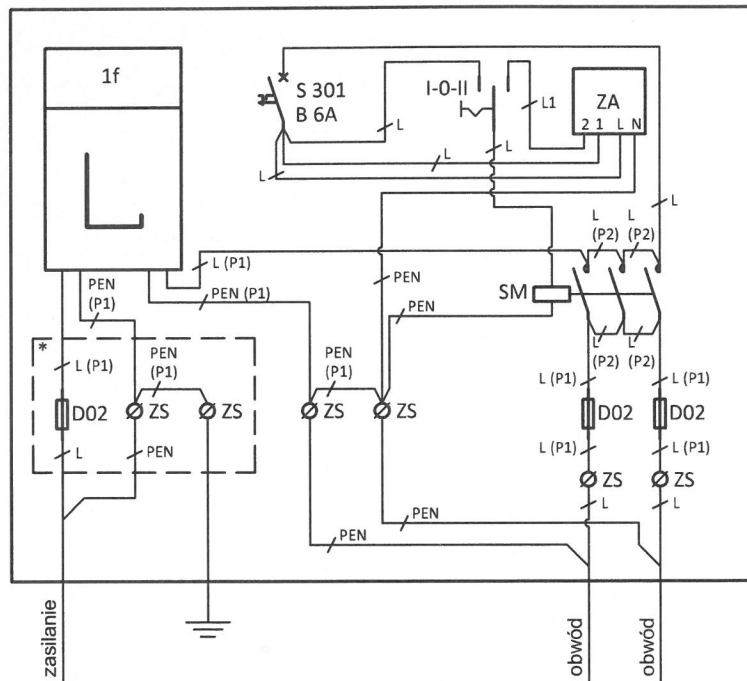 1f
S 301
B 6A
I-0-II
L1
ZA
2 1 L N
L
L
L
L
L
L (P2)
L (P2)
L (P1)
PEN (P1)
PEN (P1)
PEN
PEN
SM
L (P2)
L (P2)
*
L (P1)
PEN (P1)
PEN (P1)
L (P1)
L (P1)
D02
ZS
ZS
ZS
ZS
D02
D02
L
PEN
L (P1)
L (P1)
ZS
ZS
L
L
PEN
PEN
zasilanie
obwód
obwód